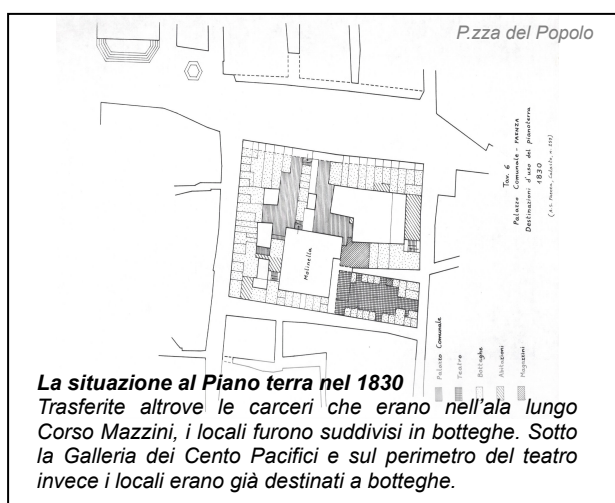 P.zza del Popolo
Tav. 6
Palazzo Comunale - FAENZA
Destinazioni d'uso del pianoterra
1830
Molinella
Palazzo Comunale
Teatro
Botteghe
Abitazioni
Magazzini
La situazione al Piano terra nel 1830
Trasferite altrove le carceri che erano nell'ala lungo
Corso Mazzini, i locali furono suddivisi in botteghe. Sotto
la Galleria dei Cento Pacifici e sul perimetro del teatro
invece i locali erano già destinati a botteghe.